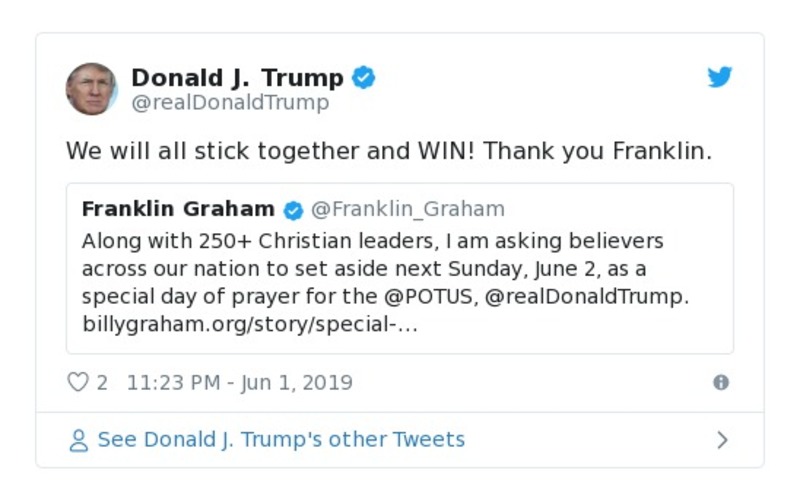 Donald J. Trump
@realDonaldTrump
We will all stick together and WIN! Thank you Franklin.
Franklin Graham @Franklin_Graham
Along with 250+ Christian leaders, I am asking believers
across our nation to set aside next Sunday, June 2, as a
special day of prayer for the @POTUS, @realDonaldTrump.
billygraham.org/story/special-…
2 11:23 PM - Jun 1, 2019
See Donald J. Trump's other Tweets